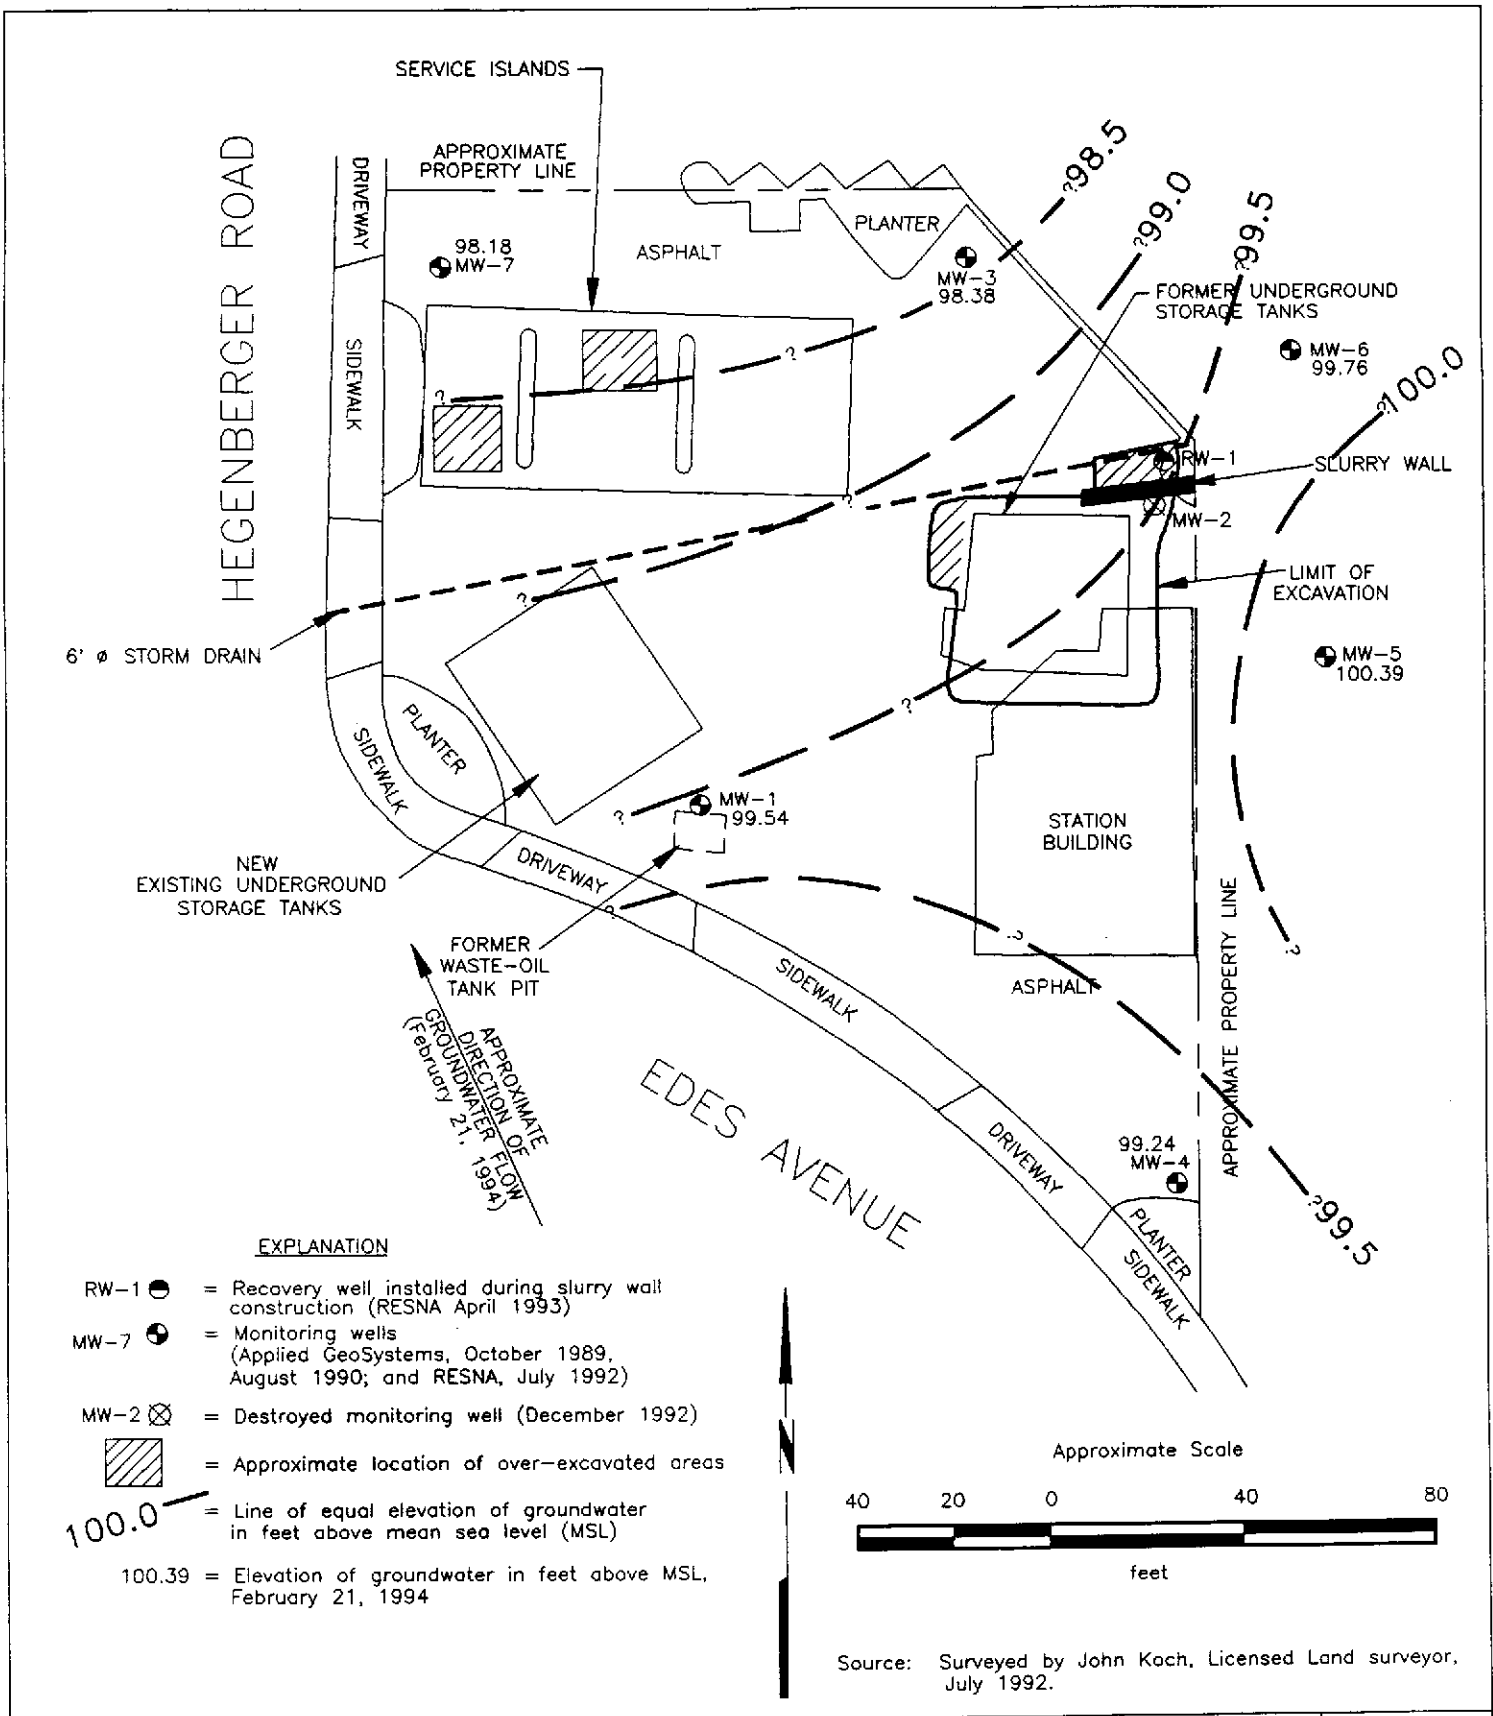 SERVICE ISLANDS
HEGENBERGER ROAD
DRIVEWAY
APPROXIMATE
PROPERTY LINE
?98.5
?99.0
?99.5
PLANTER
ASPHALT
98.18
MW-7
MW-3
98.38
FORMER UNDERGROUND
STORAGE TANKS
MW-6
99.76
?100.0
SIDEWALK
?
?
RW-1
SLURRY WALL
?
MW-2
LIMIT OF
EXCAVATION
?
6' ø STORM DRAIN
MW-5
100.39
PLANTER
SIDEWALK
?
?
MW-1
99.54
STATION
BUILDING
NEW
EXISTING UNDERGROUND
STORAGE TANKS
DRIVEWAY
?
FORMER
WASTE-OIL
TANK PIT
?
?
SIDEWALK
ASPHALT
APPROXIMATE PROPERTY LINE
APPROXIMATE
DIRECTION OF
GROUNDWATER FLOW
(February 21, 1994)
EDES AVENUE
DRIVEWAY
99.24
MW-4
PLANTER
SIDEWALK
?99.5
EXPLANATION
RW-1 = Recovery well installed during slurry wall
construction (RESNA April 1993)
MW-7 = Monitoring wells
(Applied GeoSystems, October 1989,
August 1990; and RESNA, July 1992)
MW-2 = Destroyed monitoring well (December 1992)
= Approximate location of over-excavated areas
100.0 = Line of equal elevation of groundwater
in feet above mean sea level (MSL)
100.39 = Elevation of groundwater in feet above MSL,
February 21, 1994
N
Approximate Scale
40 20 0 40 80
feet
Source: Surveyed by John Koch, Licensed Land surveyor,
July 1992.